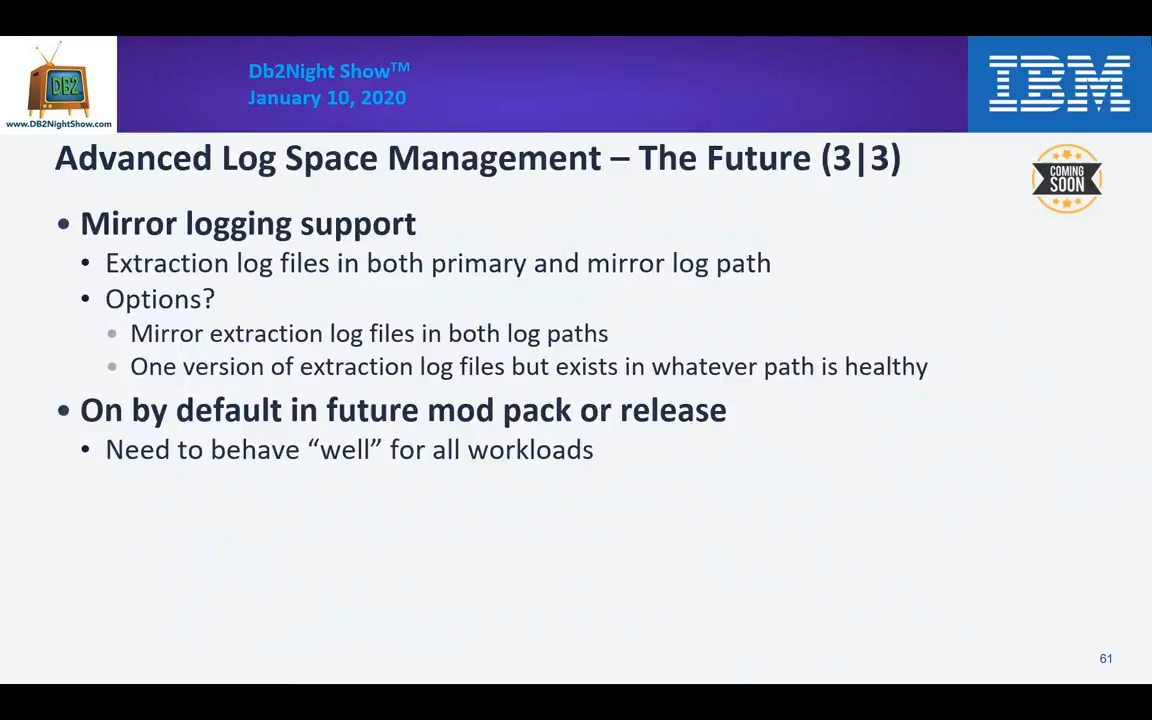 Db2Night Show™
January 10, 2020
DB2
www.DB2NightShow.com
IBM
Advanced Log Space Management – The Future (3|3)
COMING
SOON
• Mirror logging support
• Extraction log files in both primary and mirror log path
• Options?
• Mirror extraction log files in both log paths
• One version of extraction log files but exists in whatever path is healthy
• On by default in future mod pack or release
• Need to behave “well” for all workloads
61